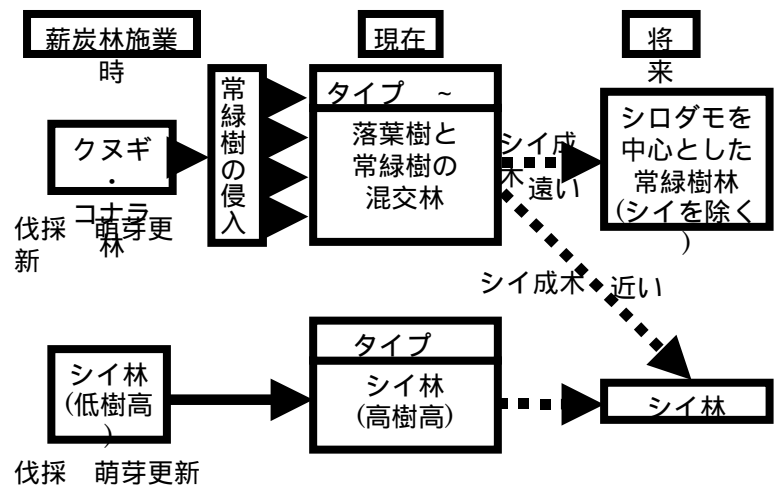 薪炭林施業
時
現在
将
来
常
緑
樹
の
侵
入
タイプ ~
落葉樹と
常緑樹の
混交林
クヌギ
・
コナラ
林
伐採 萌芽更
新
シイ成
木 遠い
シロダモを
中心とした
常緑樹林
(シイを除く
)
シイ成木 近い
シイ林
(低樹高
)
伐採 萌芽更新
タイプ
シイ林
(高樹高)
シイ林